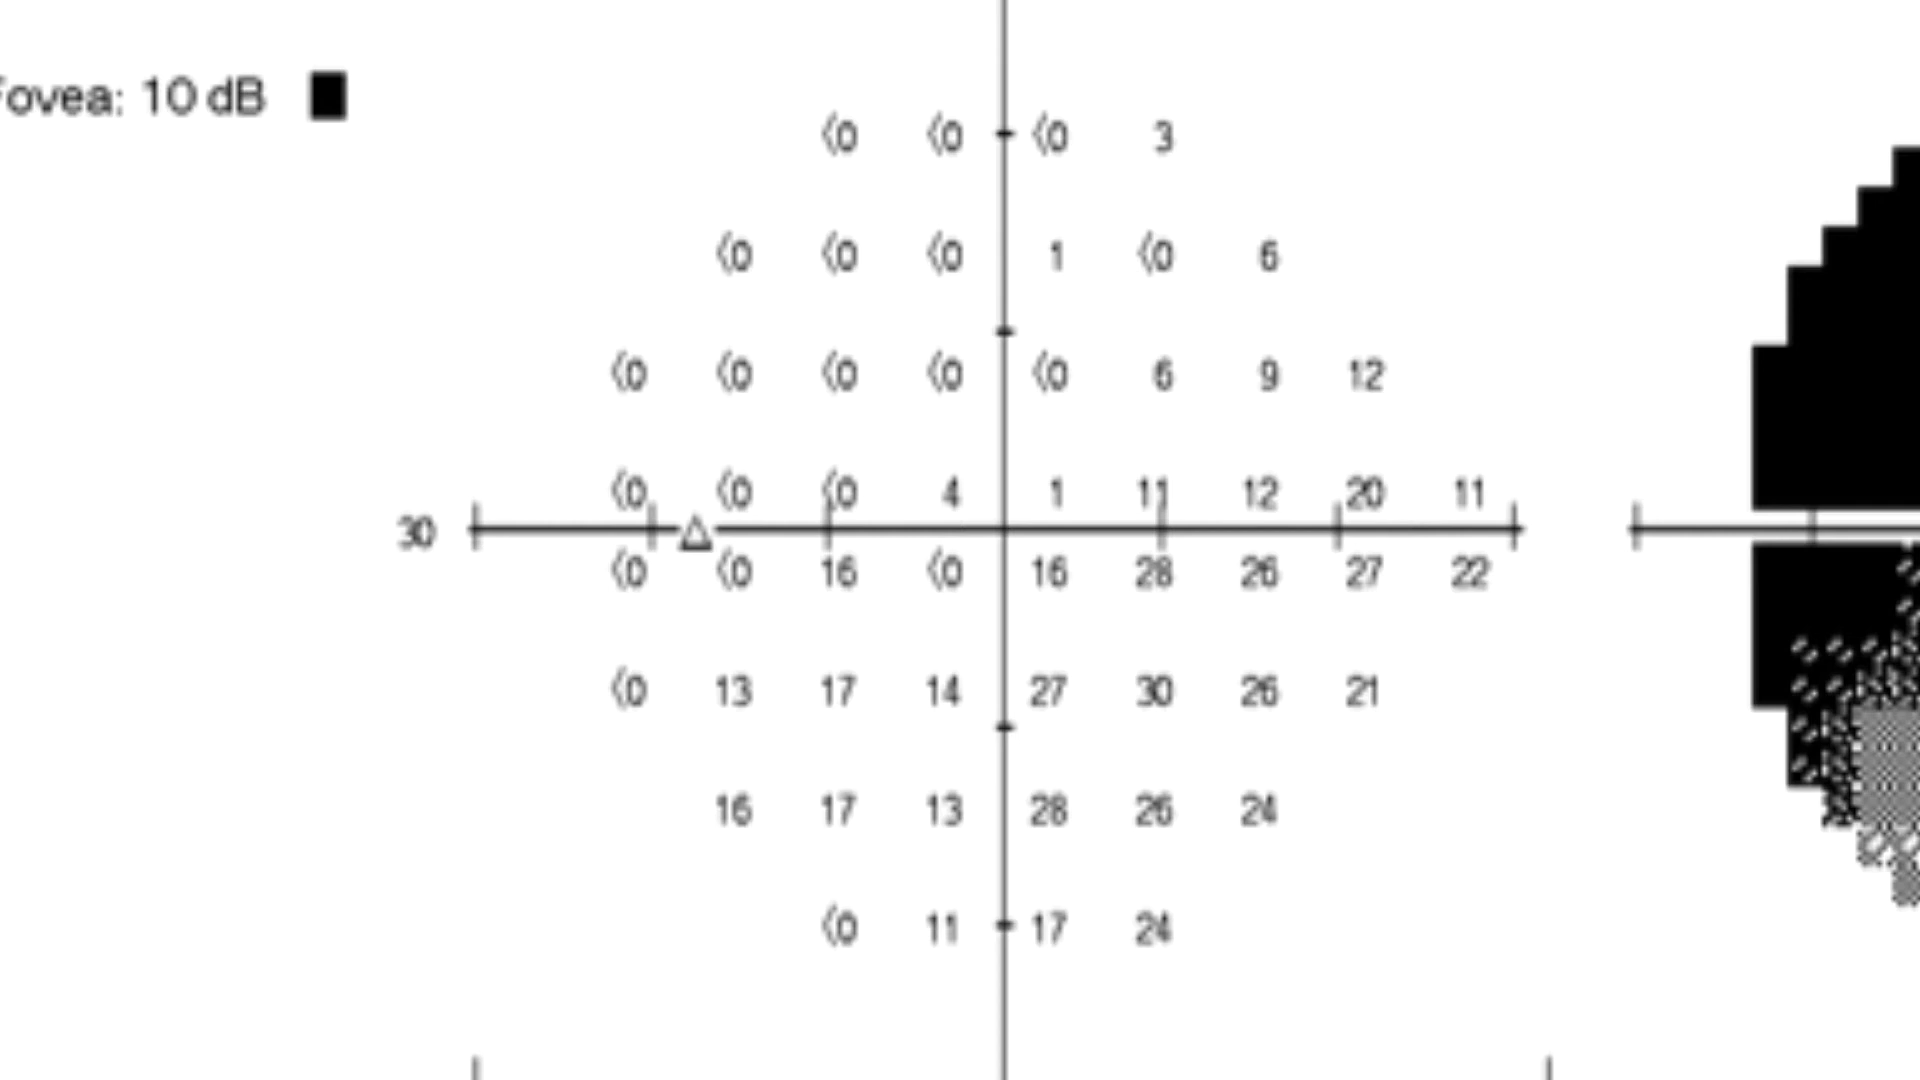 Fovea: 10 dB
<0 <0 <0 3
<0 <0 <0 1 <0 6
<0 <0 <0 <0 <0 6 9 12
<0 <0 <0 4 1 11 12 20 11
30
<0 <0 16 <0 16 28 26 27 22
<0 13 17 14 27 30 26 21
16 17 13 28 26 24
<0 11 17 24